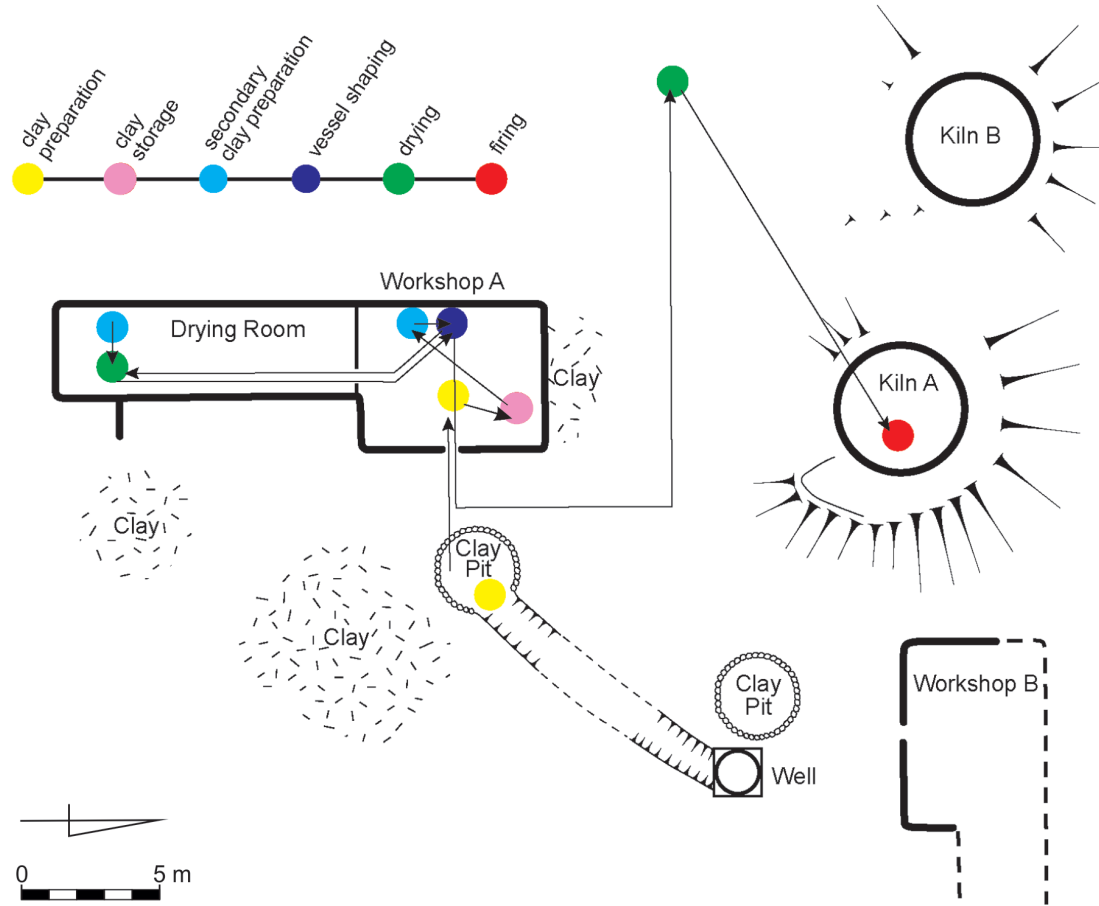 clay
preparation
clay
storage
secondary
clay preparation
vessel shaping
drying
firing
Kiln B
Workshop A
Drying Room
Clay
Kiln A
Clay
Clay
Pit
Clay
Clay
Pit
Workshop B
Well
0
5 m